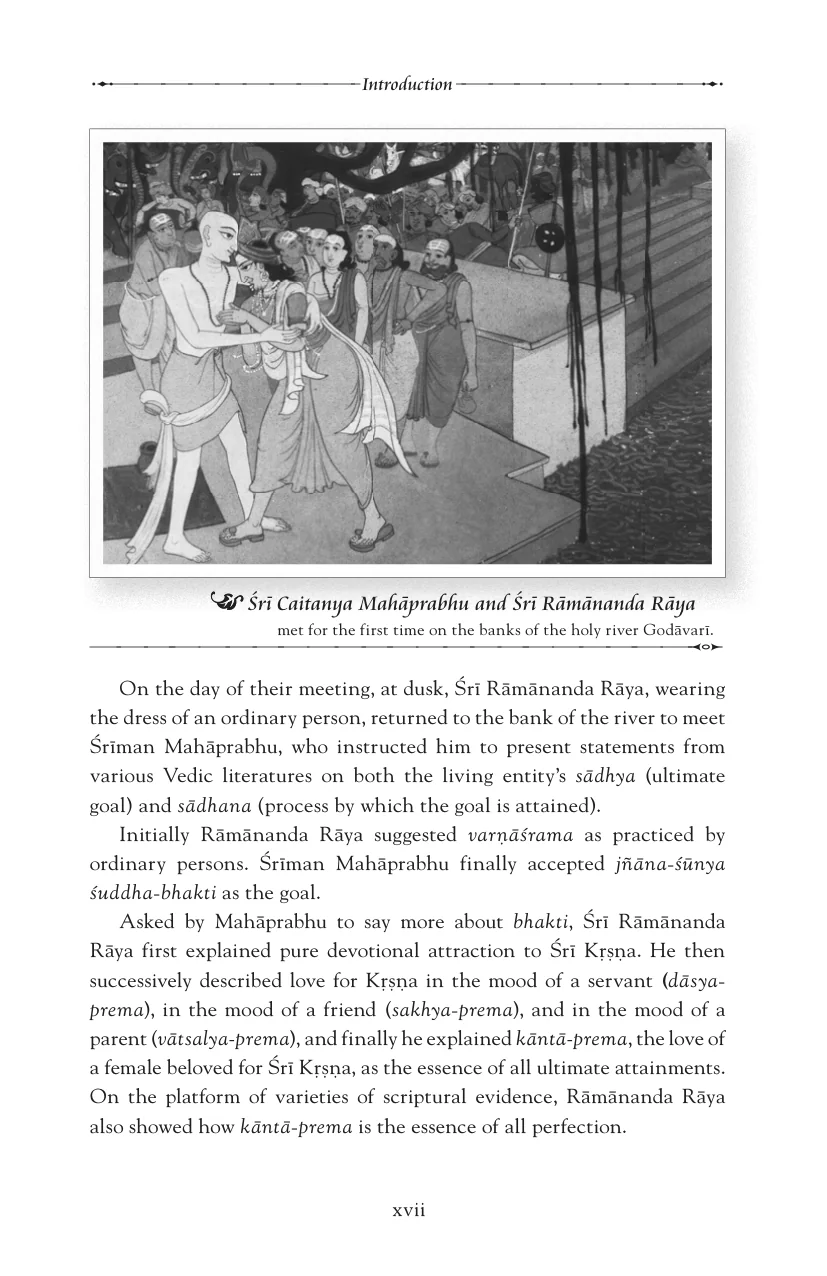 Introduction
Śrī Caitanya Mahāprabhu and Śrī Rāmānanda Rāya
met for the first time on the banks of the holy river Godāvarī.
On the day of their meeting, at dusk, Śrī Rāmānanda Rāya, wearing
the dress of an ordinary person, returned to the bank of the river to meet
Śrīman Mahāprabhu, who instructed him to present statements from
various Vedic literatures on both the living entity’s sādhya (ultimate
goal) and sādhana (process by which the goal is attained).
Initially Rāmānanda Rāya suggested varṇāśrama as practiced by
ordinary persons. Śrīman Mahāprabhu finally accepted jñāna-śūnya
śuddha-bhakti as the goal.
Asked by Mahāprabhu to say more about bhakti, Śrī Rāmānanda
Rāya first explained pure devotional attraction to Śrī Kṛṣṇa. He then
successively described love for Kṛṣṇa in the mood of a servant (dāsya-
prema), in the mood of a friend (sakhya-prema), and in the mood of a
parent (vātsalya-prema), and finally he explained kāntā-prema, the love of
a female beloved for Śrī Kṛṣṇa, as the essence of all ultimate attainments.
On the platform of varieties of scriptural evidence, Rāmānanda Rāya
also showed how kāntā-prema is the essence of all perfection.
xvii